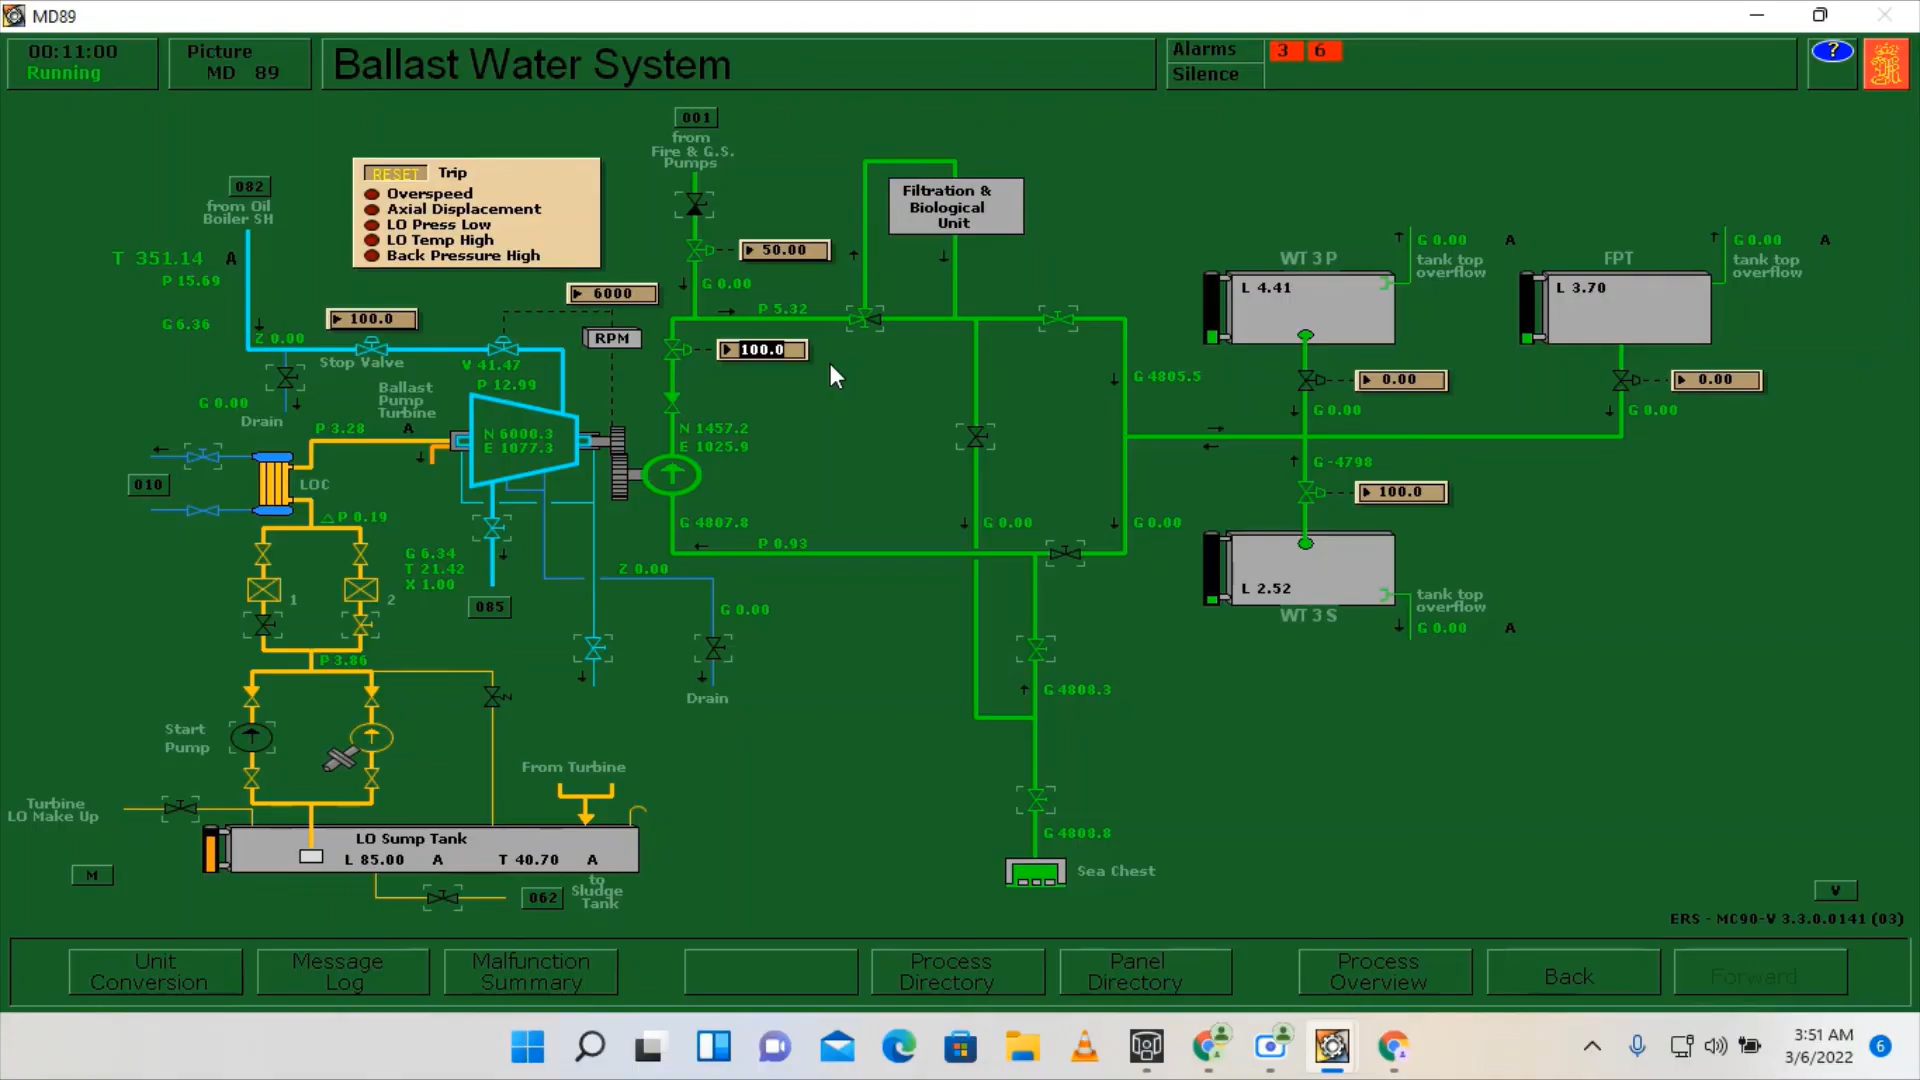 MD89
00:11:00
Running
Picture
MD 89
Ballast Water System
Alarms
Silence
3 6
?
001
from
Fire & G.S.
Pumps
RESET Trip
Overspeed
Axial Displacement
LO Press Low
LO Temp High
Back Pressure High
082
from Oil
Boiler SH
T 351.14 A
P 15.69
G 6.36
Z 0.00
100.0
Stop Valve
V 41.47
P 12.99
6000
RPM
50.00
G 0.00
P 5.32
100.0
Filtration &
Biological
Unit
WT 3 P
L 4.41
G 0.00 A
tank top
overflow
FPT
L 3.70
G 0.00 A
tank top
overflow
G 0.00
Drain
Ballast
Pump
Turbine
P 3.28 A
N 6000.3
E 1077.3
N 1457.2
E 1025.9
G 4805.5
0.00
G 0.00
0.00
G 0.00
010
LOC
P 0.19
G 4807.8
P 0.93
G 0.00
G 0.00
G -4798
100.0
G 6.34
T 21.42
X 1.00
085
Z 0.00
G 0.00
1
2
L 2.52
WT 3 S
tank top
overflow
G 0.00 A
P 3.86
Drain
G 4808.3
Start
Pump
From Turbine
Turbine
LO Make Up
LO Sump Tank
L 85.00 A T 40.70 A
to
Sludge
Tank
062
M
G 4808.8
Sea Chest
V
ERS - MC90-V 3.3.0.0141 (03)
Unit
Conversion
Message
Log
Malfunction
Summary
Process
Directory
Panel
Directory
Process
Overview
Back
Forward
3:51 AM
3/6/2022
6